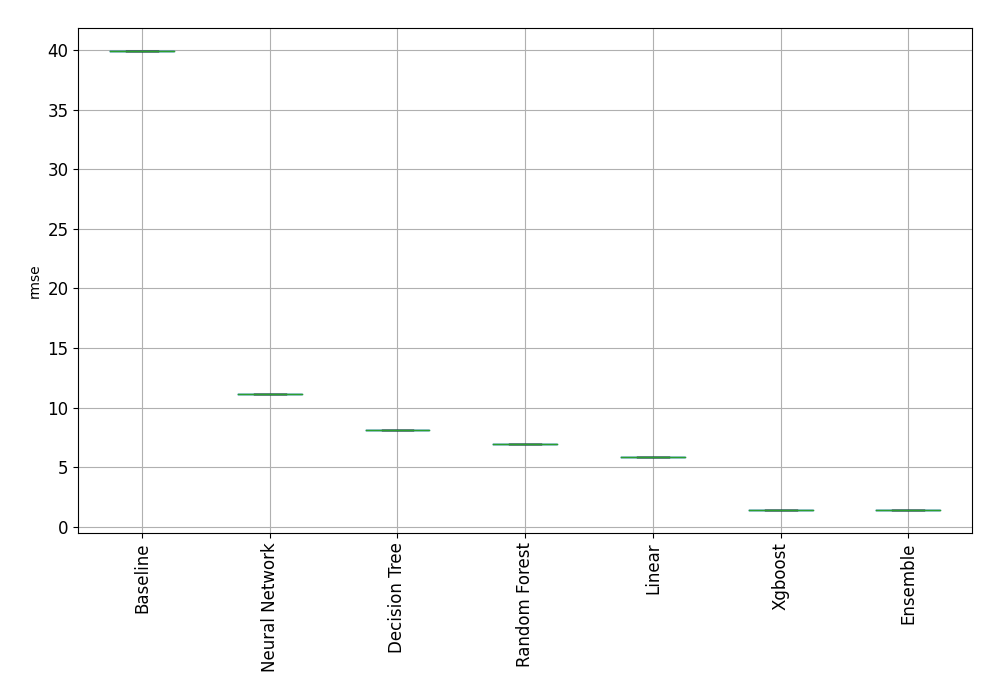 40
35
30
25
20
15
10
5
0
rmse
Baseline
Neural Network
Decision Tree
Random Forest
Linear
Xgboost
Ensemble